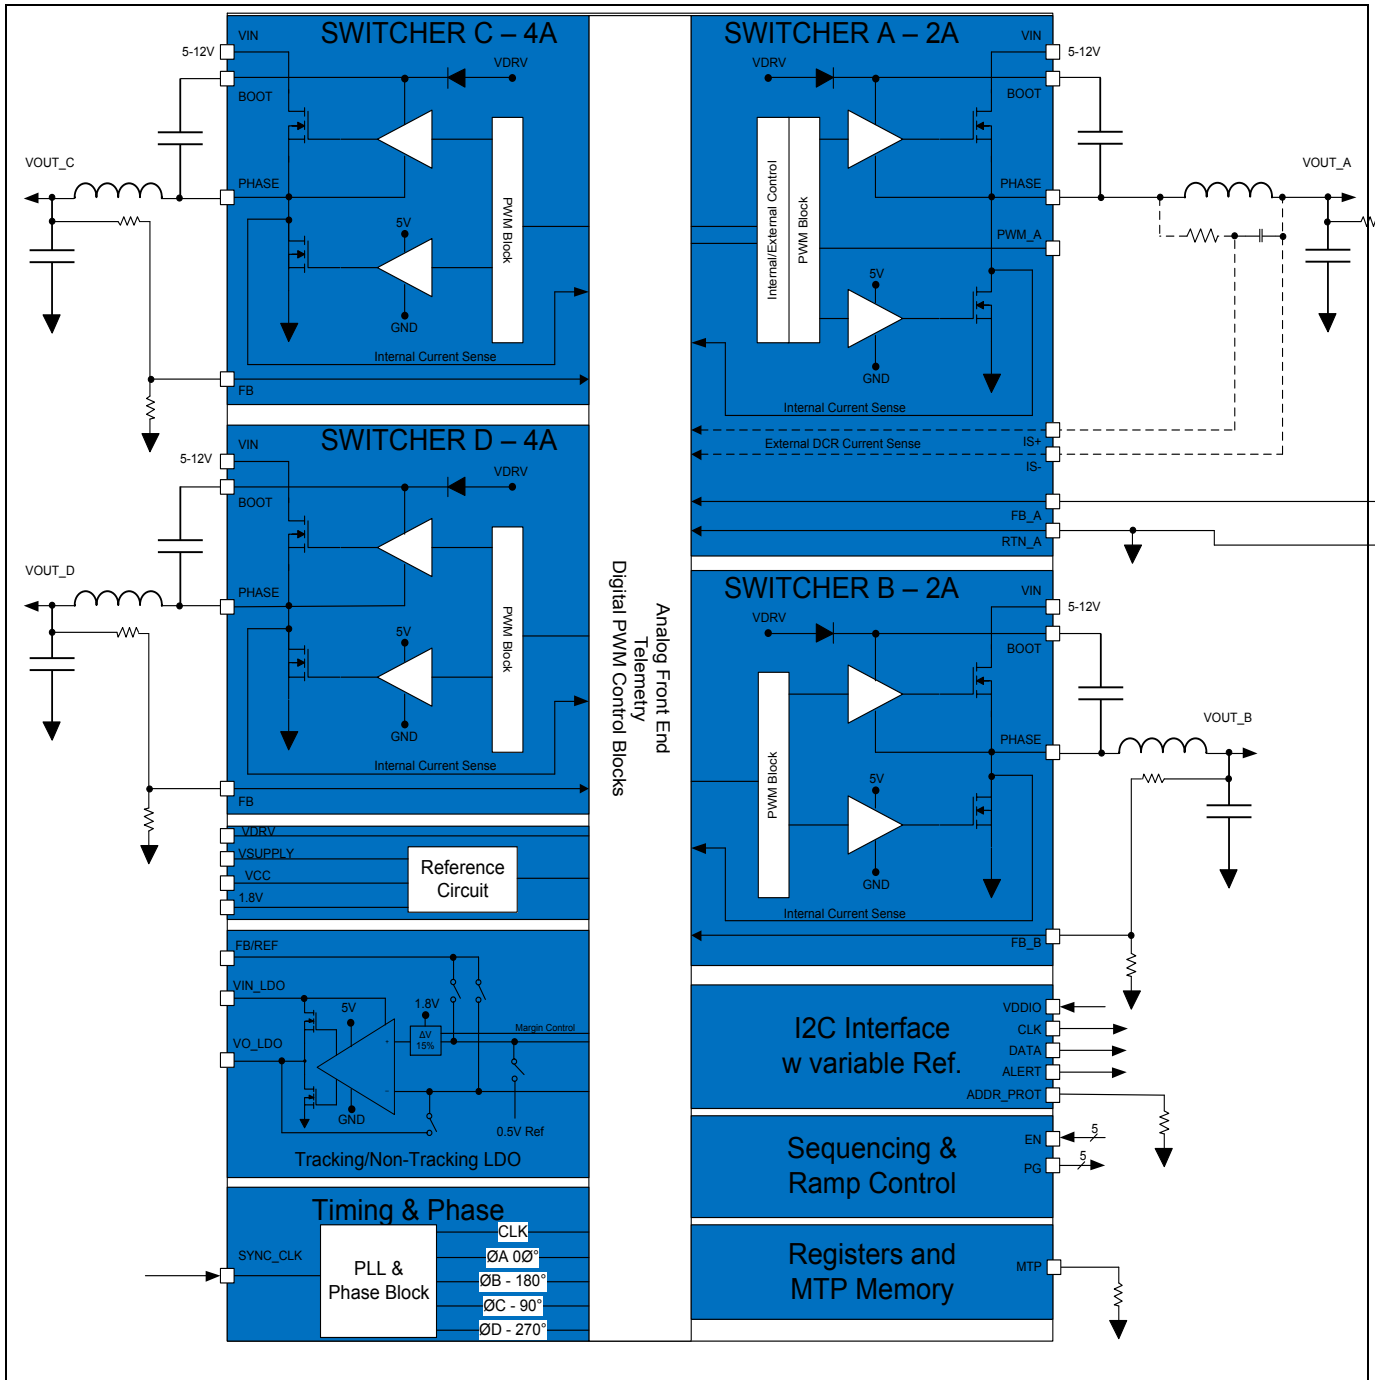 SWITCHER C – 4A
VIN
5-12V
VDRV
BOOT
VOUT_C
PHASE
PWM Block
5V
GND
Internal Current Sense
FB
SWITCHER D – 4A
VIN
5-12V
VDRV
BOOT
VOUT_D
PHASE
PWM Block
5V
GND
Internal Current Sense
FB
VDRV
VSUPPLY
VCC
1.8V
Reference
Circuit
FB/REF
VIN_LDO
5V
1.8V
Margin Control
ΔV
15%
+
-
VO_LDO
GND
0.5V Ref
Tracking/Non-Tracking LDO
Timing & Phase
SYNC_CLK
PLL &
Phase Block
CLK
ØA 0Ø°
ØB - 180°
ØC - 90°
ØD - 270°
Analog Front End
Telemetry
Digital PWM Control Blocks
SWITCHER A – 2A
VIN
5-12V
VDRV
BOOT
VOUT_A
PHASE
Internal/External Control
PWM Block
PWM_A
5V
GND
Internal Current Sense
IS+
External DCR Current Sense
IS-
FB_A
RTN_A
SWITCHER B – 2A
VIN
5-12V
VDRV
BOOT
VOUT_B
PHASE
PWM Block
5V
GND
Internal Current Sense
FB_B
I2C Interface
w variable Ref.
VDDIO
CLK
DATA
ALERT
ADDR_PROT
Sequencing &
Ramp Control
EN
5
PG
5
Registers and
MTP Memory
MTP